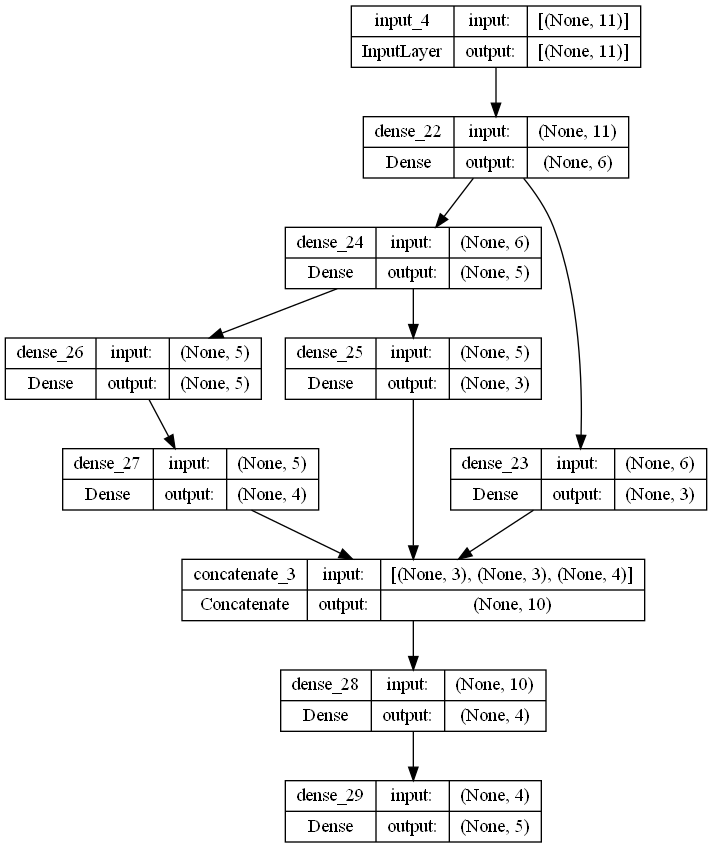 input_4 input: [(None, 11)]
InputLayer output: [(None, 11)]
dense_22 input: (None, 11)
Dense output: (None, 6)
dense_24 input: (None, 6)
Dense output: (None, 5)
dense_26 input: (None, 5)
Dense output: (None, 5)
dense_25 input: (None, 5)
Dense output: (None, 3)
dense_27 input: (None, 5)
Dense output: (None, 4)
dense_23 input: (None, 6)
Dense output: (None, 3)
concatenate_3 input: [(None, 3), (None, 3), (None, 4)]
Concatenate output: (None, 10)
dense_28 input: (None, 10)
Dense output: (None, 4)
dense_29 input: (None, 4)
Dense output: (None, 5)